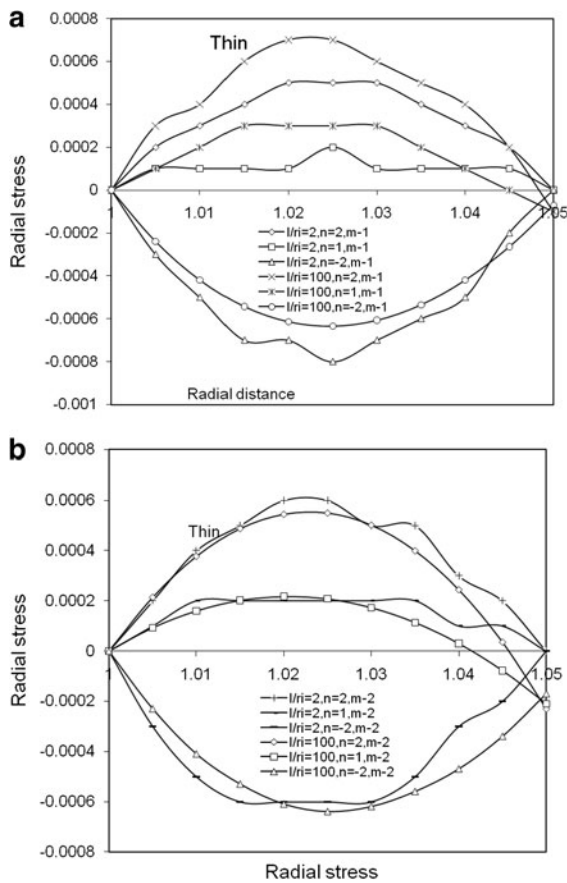 a
0.0008
0.0006
0.0004
0.0002
0
-0.0002
-0.0004
-0.0006
-0.0008
-0.001
Radial stress
Thin
1 1.01 1.02 1.03 1.04 1.05
l/ri=2,n=2,m-1
l/ri=2,n=1,m-1
l/ri=2,n=-2,m-1
l/ri=100,n=2,m-1
l/ri=100,n=1,m-1
l/ri=100,n=-2,m-1
Radial distance
b
0.0008
0.0006
0.0004
0.0002
0.0000
-0.0002
-0.0004
-0.0006
-0.0008
Radial stress
Thin
1 1.01 1.02 1.03 1.04 1.05
l/ri=2,n=2,m-2
l/ri=2,n=1,m-2
l/ri=2,n=-2,m-2
l/ri=100,n=2,m-2
l/ri=100,n=1,m-2
l/ri=100,n=-2,m-2
Radial stress